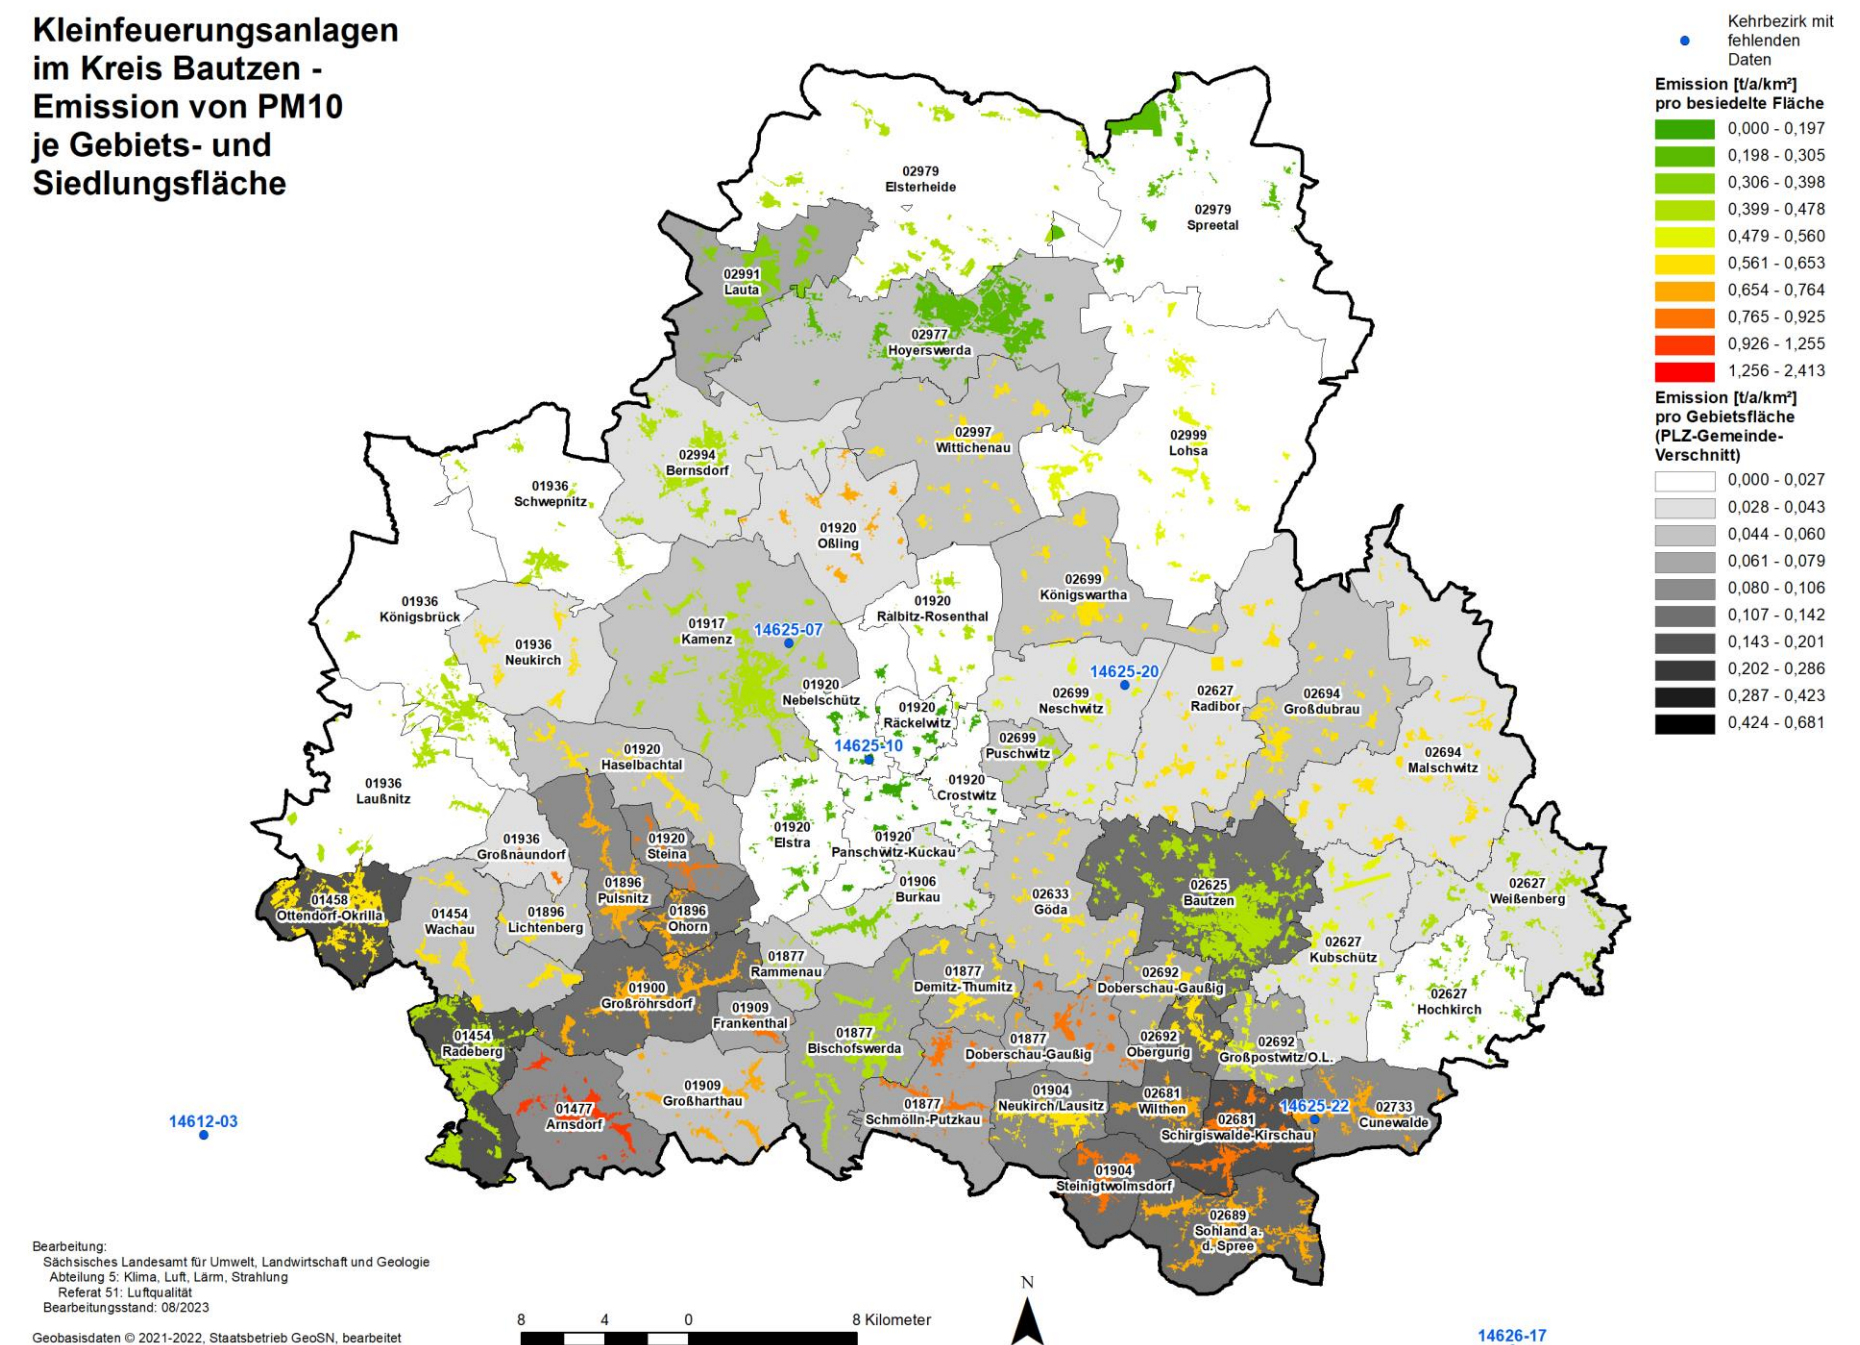 Kleinfeuerungsanlagen
im Kreis Bautzen -
Emission von PM10
je Gebiets- und
Siedlungsfläche
Kehrbezirk mit
fehlenden
Daten
Emission [t/a/km²]
pro besiedelte Fläche
0,000 - 0,197
0,198 - 0,305
0,306 - 0,398
0,399 - 0,478
0,479 - 0,560
0,561 - 0,653
0,654 - 0,764
0,765 - 0,925
0,926 - 1,255
1,256 - 2,413
Emission [t/a/km²]
pro Gebietsfläche
(PLZ-Gemeinde-
Verschnitt)
0,000 - 0,027
0,028 - 0,043
0,044 - 0,060
0,061 - 0,079
0,080 - 0,106
0,107 - 0,142
0,143 - 0,201
0,202 - 0,286
0,287 - 0,423
0,424 - 0,681
02979
Elsterheide
02979
Spreetal
02991
Lauta
02977
Hoyerswerda
02997
Wittichenau
02999
Lohsa
02994
Bernsdorf
01936
Schwepnitz
01920
Oßling
02699
Königswartha
01936
Königsbrück
01920
Ralbitz-Rosenthal
01917
Kamenz
14625-07
01936
Neukirch
14625-20
01920
Nebelschütz
02699
Neschwitz
02627
Radibor
02694
Großdubrau
01920
Räckelwitz
02699
Puschwitz
14625-10
01920
Haselbachtal
02694
Malschwitz
01920
Crostwitz
01936
Laußnitz
01920
Elstra
01920
Panschwitz-Kuckau
01936
Großnaundorf
01920
Steina
01906
Burkau
02633
Göda
02625
Bautzen
02627
Weißenberg
01896
Pulsnitz
01458
Ottendorf-Okrilla
01454
Wachau
01896
Lichtenberg
01896
Ohorn
02627
Kubschütz
01877
Rammenau
01877
Demitz-Thumitz
02692
Doberschau-Gaußig
01900
Großröhrsdorf
02627
Hochkirch
01909
Frankenthal
01454
Radeberg
01877
Bischofswerda
01877
Doberschau-Gaußig
02692
Obergurig
02692
Großpostwitz/O.L.
01909
Großharthau
01904
Neukirch/Lausitz
02681
Wilthen
14625-22
02733
Cunewalde
01477
Arnsdorf
01877
Schmölln-Putzkau
02681
Schirgiswalde-Kirschau
14612-03
01904
Steinigtwolmsdorf
02689
Sohland a.
d. Spree
Bearbeitung:
Sächsisches Landesamt für Umwelt, Landwirtschaft und Geologie
Abteilung 5: Klima, Luft, Lärm, Strahlung
Referat 51: Luftqualität
Bearbeitungsstand: 08/2023
Geobasisdaten © 2021-2022, Staatsbetrieb GeoSN, bearbeitet
8 4 0 8 Kilometer
N
14626-17